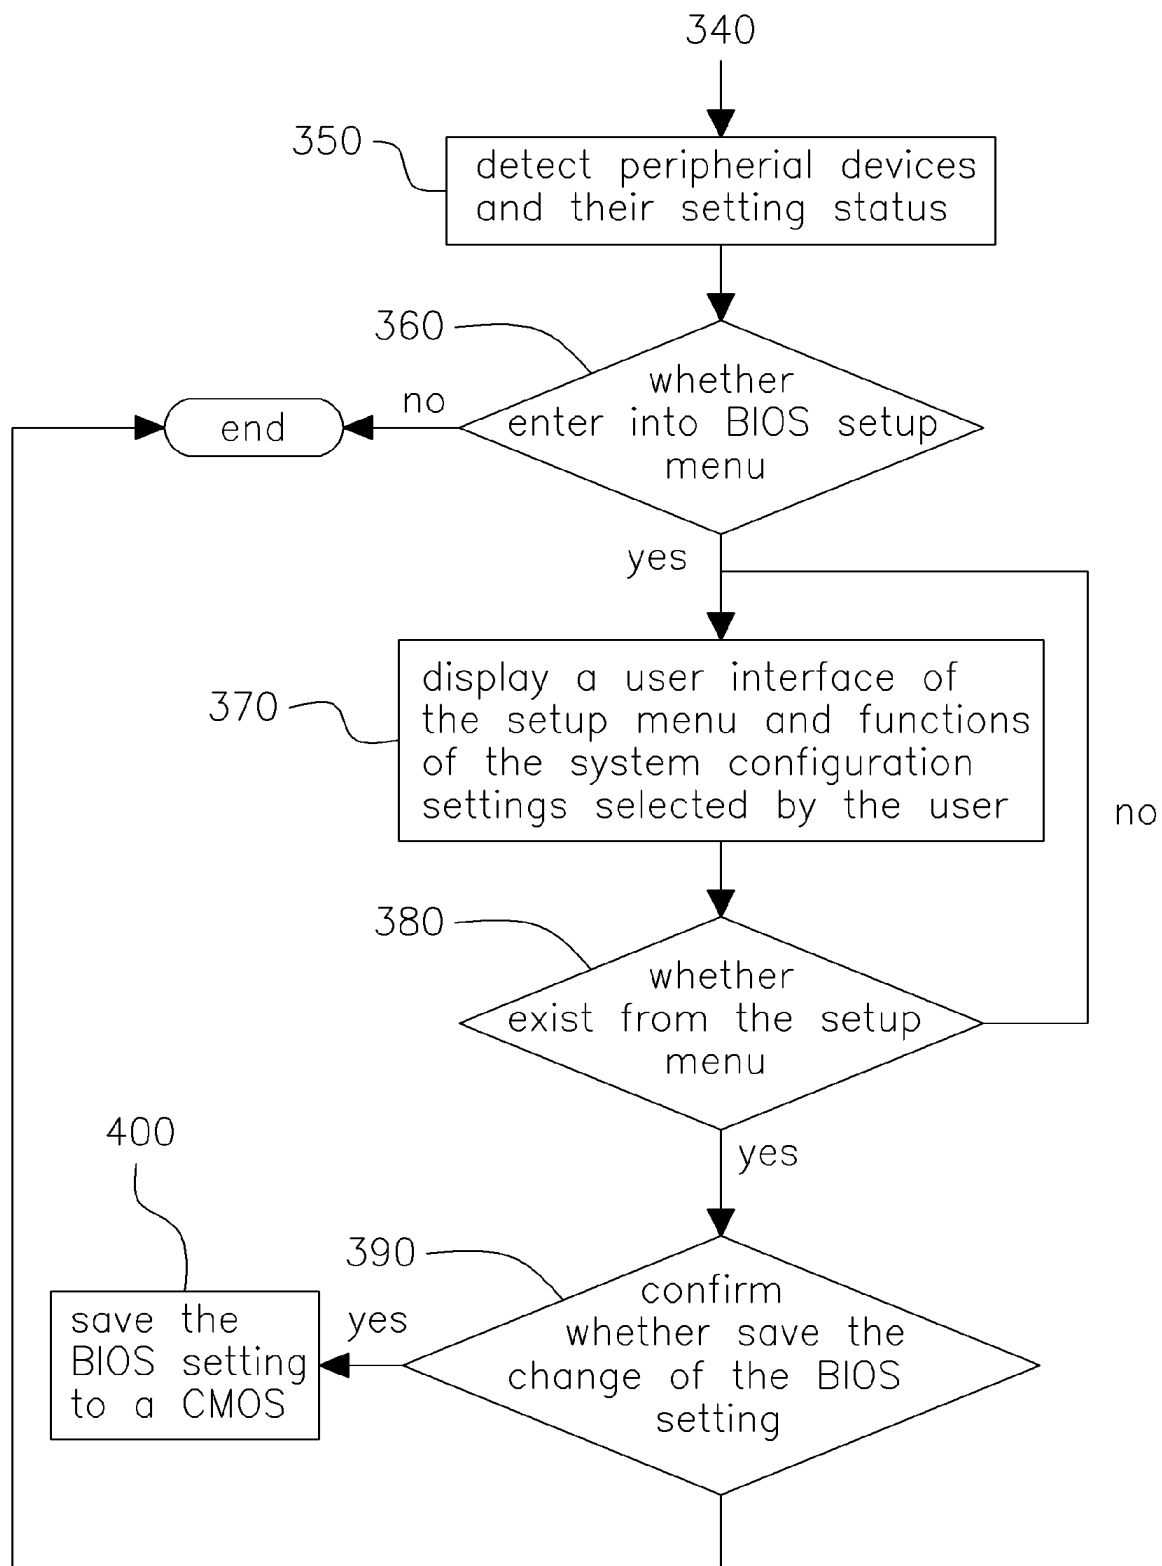 340
350
detect peripherial devices
and their setting status
360
whether
enter into BIOS setup
menu
no
end
yes
370
display a user interface of
the setup menu and functions
of the system configuration
settings selected by the user
no
380
whether
exist from the setup
menu
yes
400
390
confirm
whether save the
change of the BIOS
setting
yes
save the
BIOS setting
to a CMOS